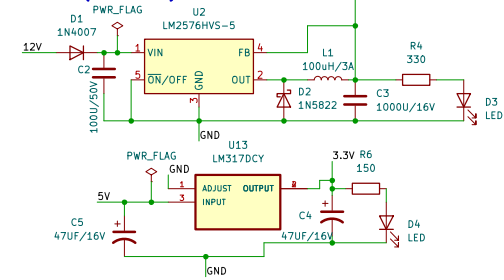 PWR_FLAG
U2
D1
LM2576HVS-5
1N4007
12V
1 VIN
FB 4
L1
R4
100uH/3A
330
C2
5 ON/OFF
GND
OUT 2
3
100U/50V
D2
1N5822
C3
1000U/16V
D3
LED
GND
U13
PWR_FLAG
LM317DCY
GND
3.3V
R6
150
1 ADJUST
OUTPUT
5V
3 INPUT
C5
47UF/16V
C4
47UF/16V
D4
LED
GND